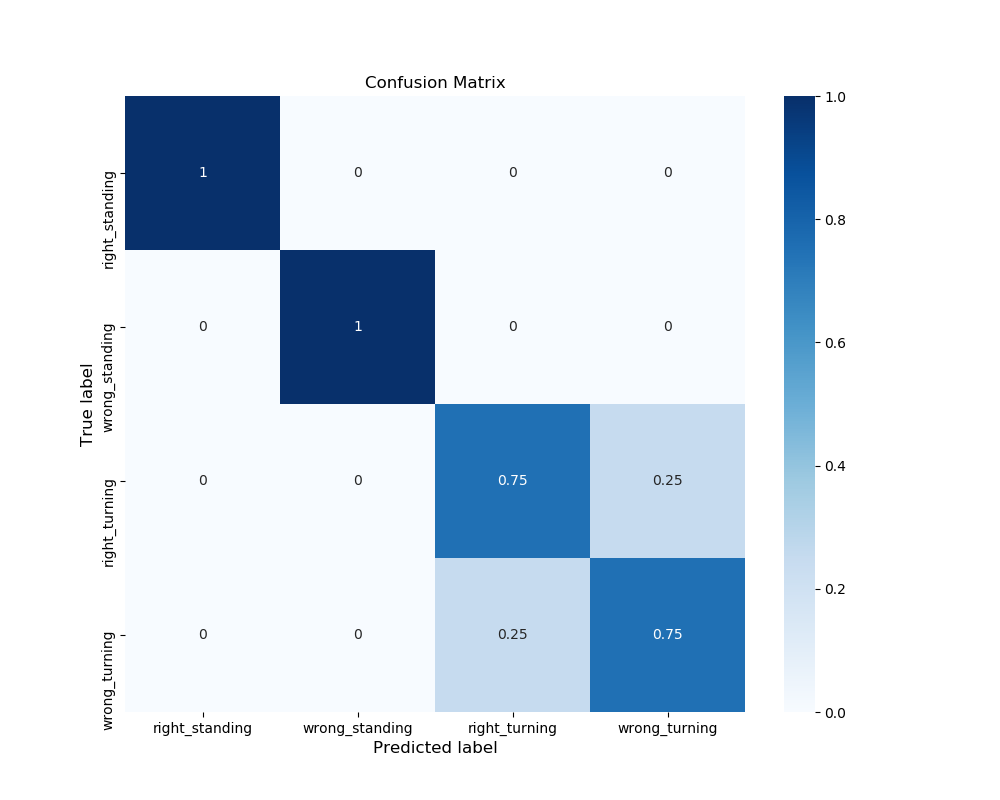 Confusion Matrix
True label
right_standing
1 0 0 0
wrong_standing
0 1 0 0
right_turning
0 0 0.75 0.25
wrong_turning
0 0 0.25 0.75
right_standing wrong_standing right_turning wrong_turning
Predicted label
1.0
0.8
0.6
0.4
0.2
0.0